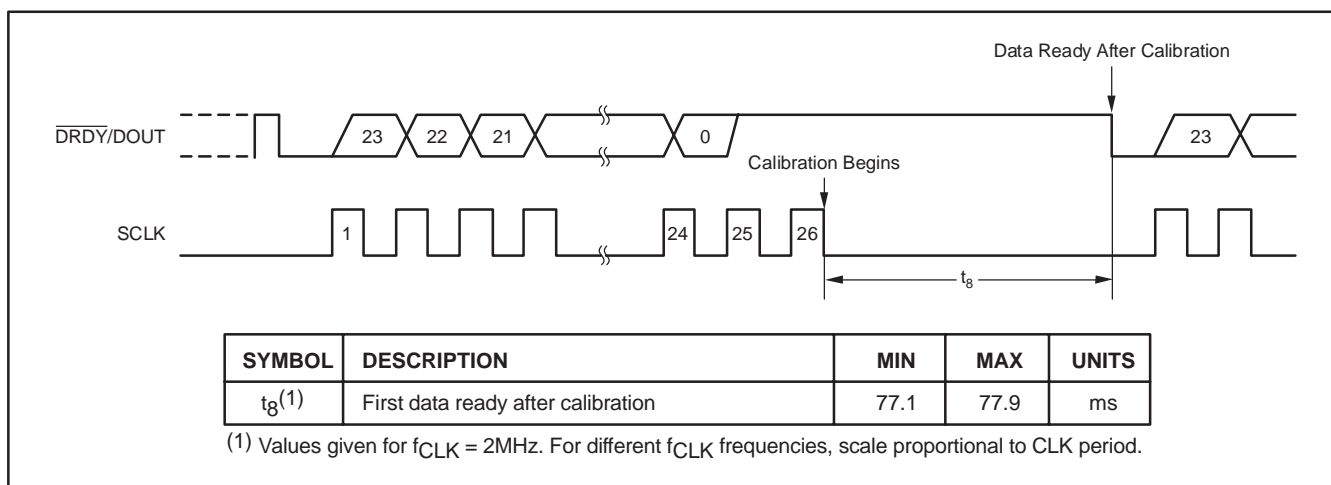 Data Ready After Calibration
DRDY/DOUT
23
22
21
0
23
Calibration Begins
SCLK
1
24
25
26
t8
SYMBOL DESCRIPTION MIN MAX UNITS
t8(1) First data ready after calibration 77.1 77.9 ms
(1) Values given for fCLK = 2MHz. For different fCLK frequencies, scale proportional to CLK period.